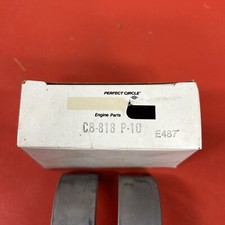 PERFECT CIRCLE
Engine Parts
CB-818 P-10
E487